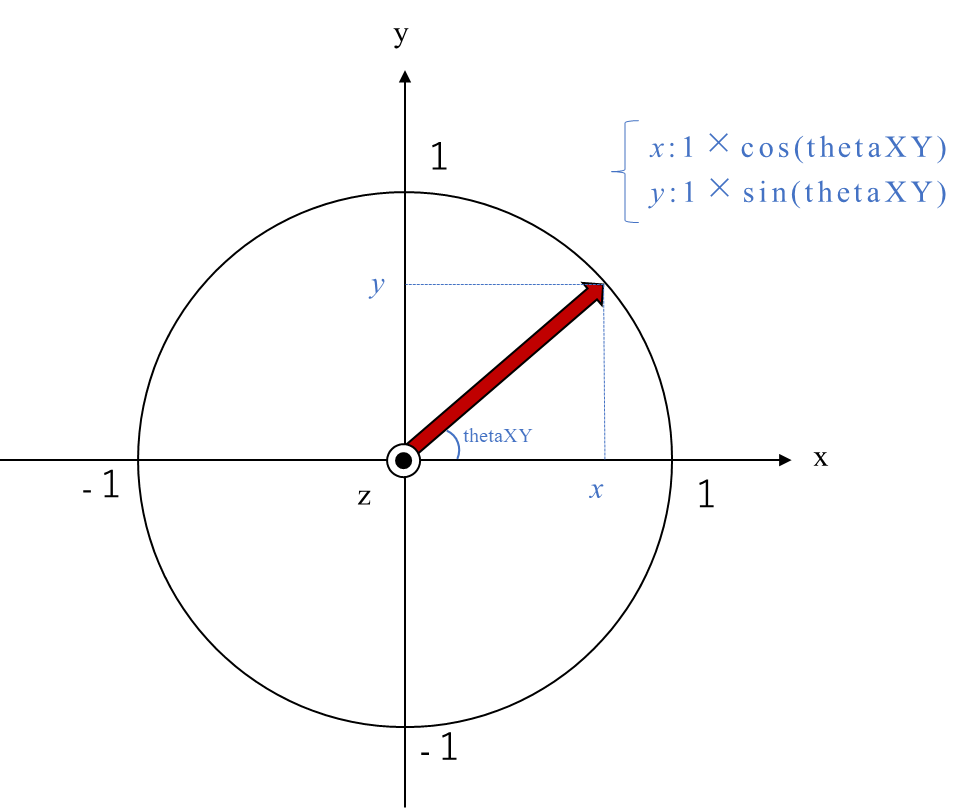 y
1
x:1 × cos(thetaXY)
y:1 × sin(thetaXY)
y
thetaXY
x
-1
z
x
1
-1